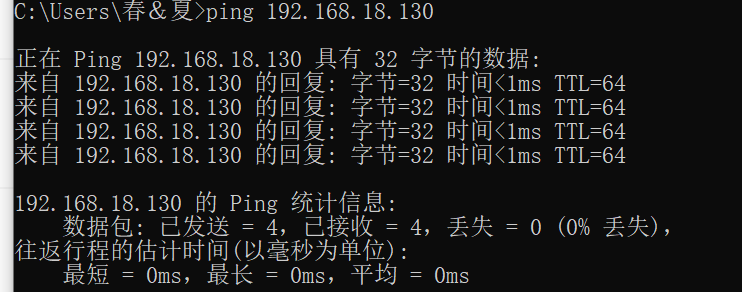 C:\Users\春＆夏>ping 192.168.18.130
正在 Ping 192.168.18.130 具有 32 字节的数据:
来自 192.168.18.130 的回复: 字节=32 时间<1ms TTL=64
来自 192.168.18.130 的回复: 字节=32 时间<1ms TTL=64
来自 192.168.18.130 的回复: 字节=32 时间<1ms TTL=64
来自 192.168.18.130 的回复: 字节=32 时间<1ms TTL=64
192.168.18.130 的 Ping 统计信息:
数据包: 已发送 = 4，已接收 = 4，丢失 = 0 (0% 丢失)，
往返行程的估计时间(以毫秒为单位):
最短 = 0ms，最长 = 0ms，平均 = 0ms